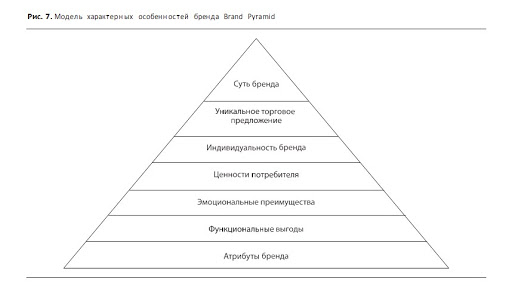 Рис. 7. Модель характерных особенностей бренда Brand Pyramid
Суть бренда
Уникальное торговое
предложение
Индивидуальность бренда
Ценности потребителя
Эмоциональные преимущества
Функциональные выгоды
Атрибуты бренда